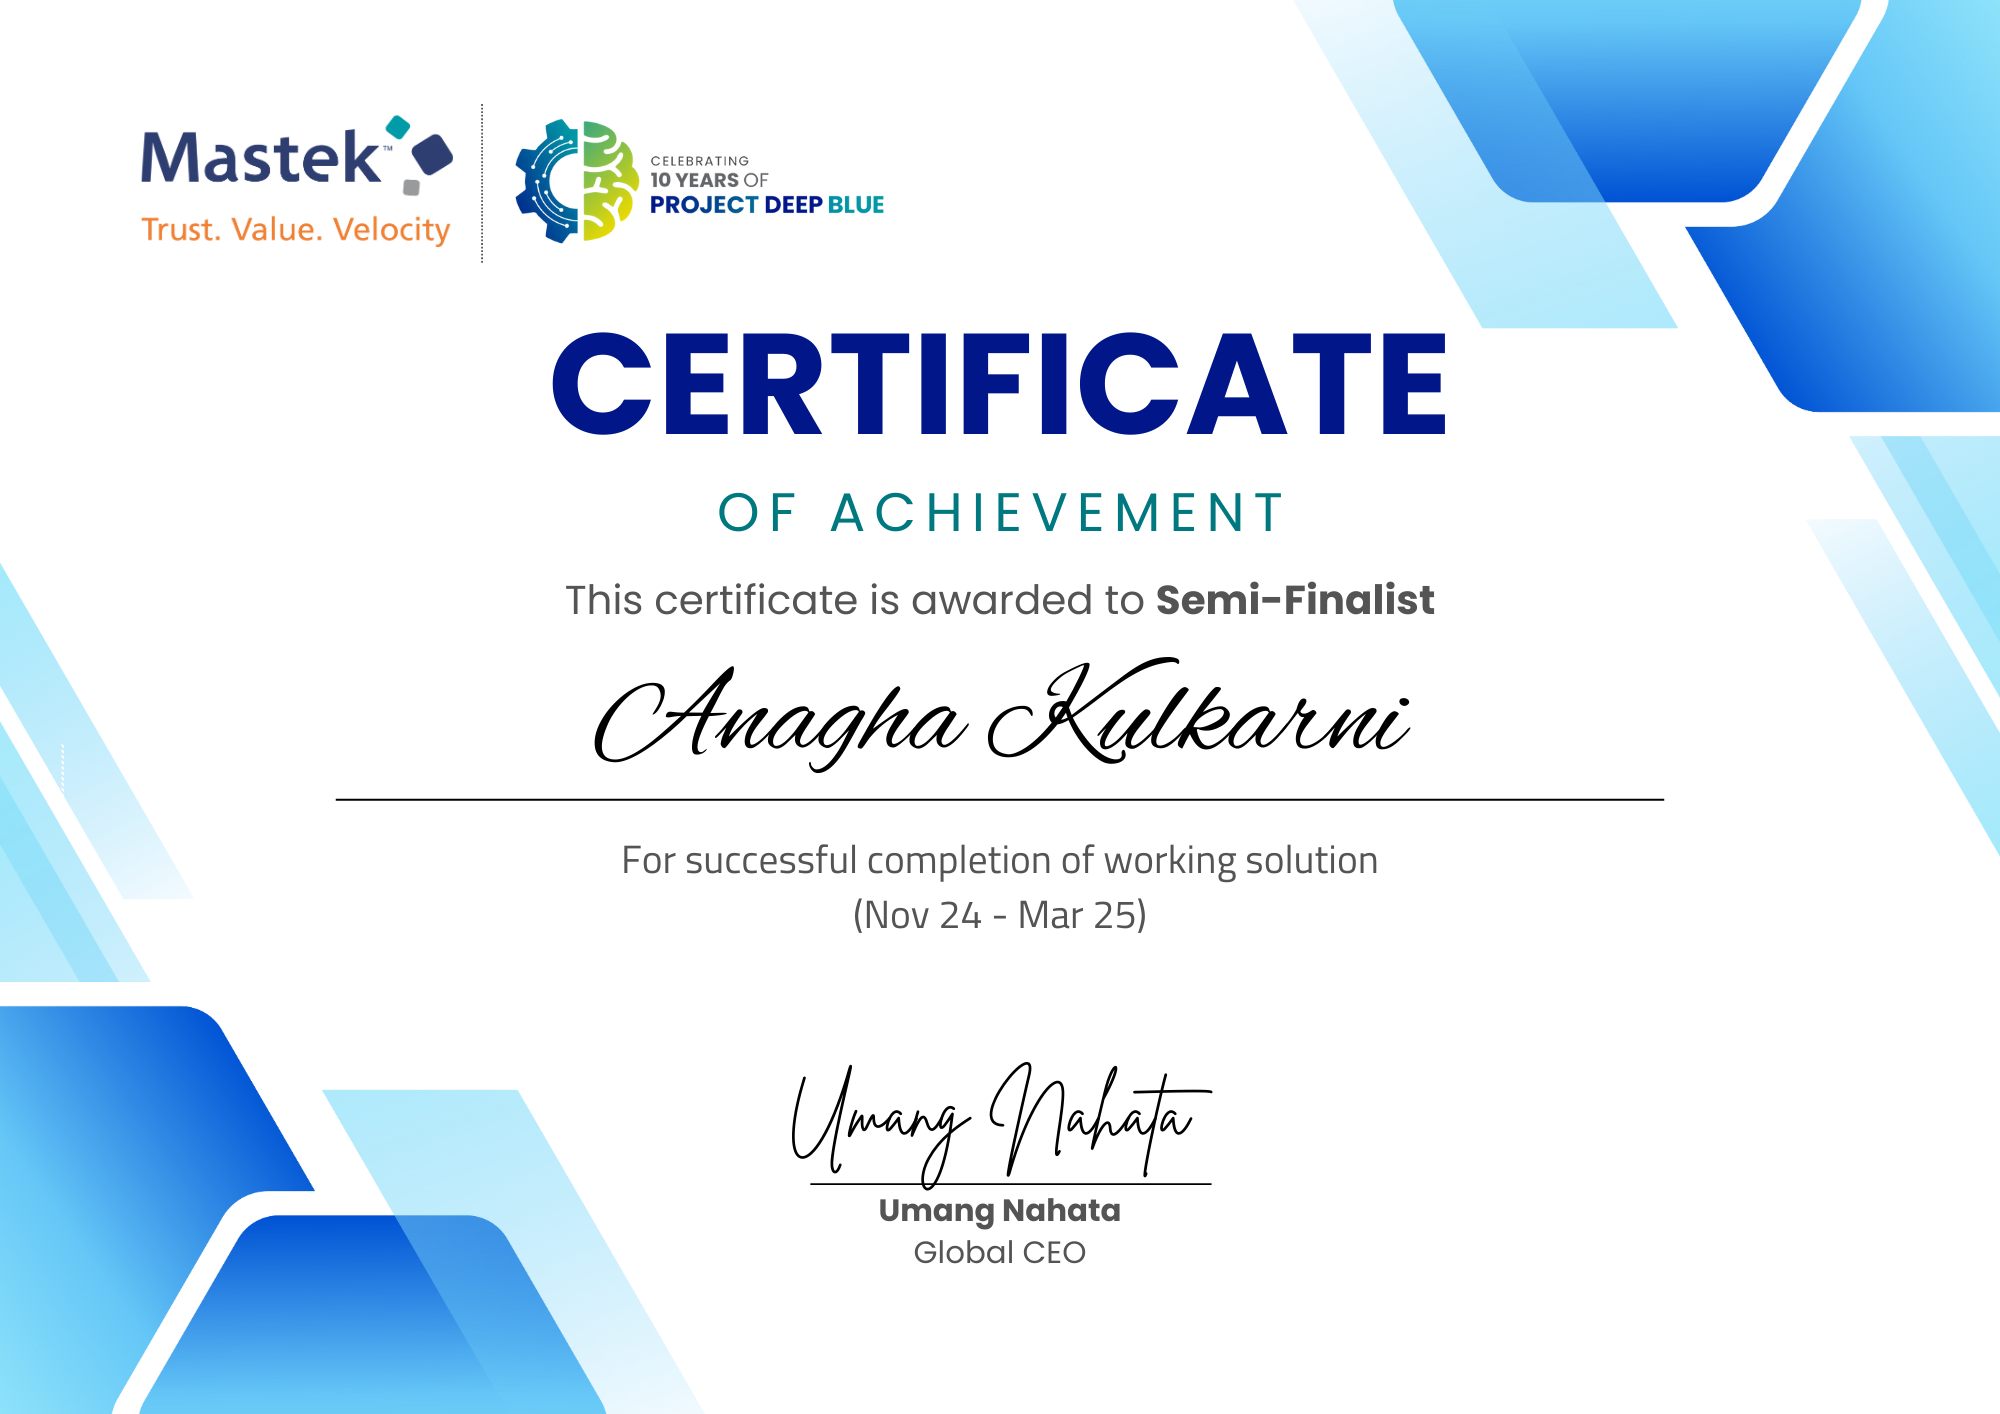 Mastek™
Trust. Value. Velocity
CELEBRATING
10 YEARS OF
PROJECT DEEP BLUE
CERTIFICATE
OF ACHIEVEMENT
This certificate is awarded to Semi-Finalist
Anagha Kulkarni
For successful completion of working solution
(Nov 24 - Mar 25)
Umang Nahata
Umang Nahata
Global CEO